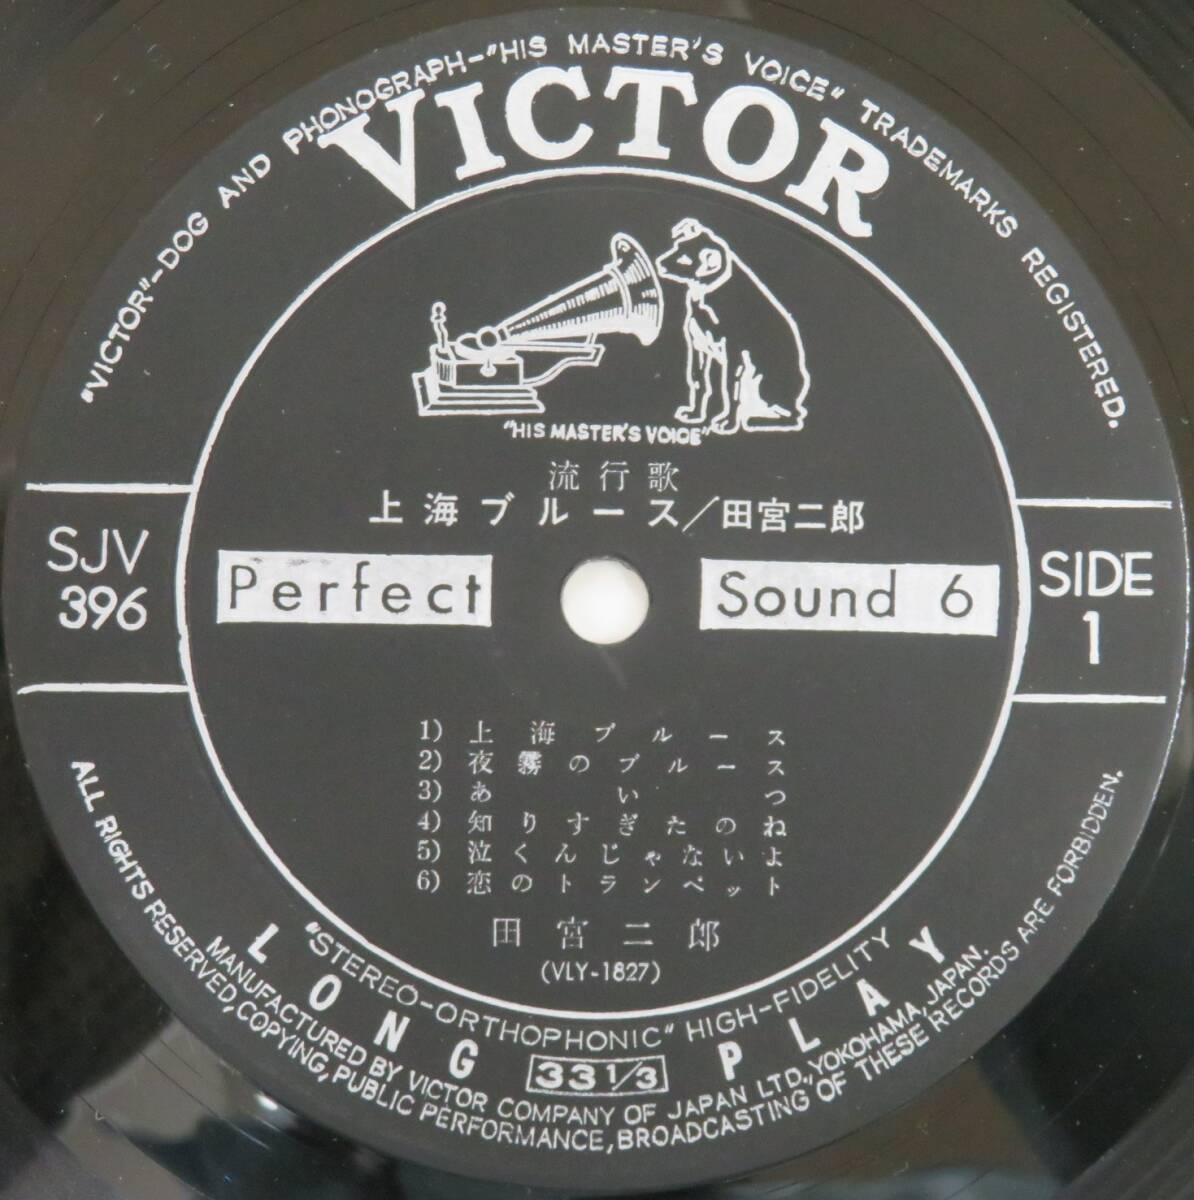 "VICTOR"-DOG AND PHONOGRAPH-"HIS MASTER'S VOICE" TRADEMARKS REGISTERED.
VICTOR
"HIS MASTER'S VOICE"
流行歌
上海ブルース/田宮二郎
SJV
396
Perfect
Sound 6
SIDE
1
1) 上海ブルース
2) 夜霧のブルース
3) あいつ
4) 知りすぎたのね
5) 泣くんじゃないよ
6) 恋のトランペット
田宮二郎
(VLY-1827)
"STEREO-ORTHOPHONIC" HIGH-FIDELITY
LONG PLAY
33 1/3
MANUFACTURED BY VICTOR COMPANY OF JAPAN LTD., YOKOHAMA, JAPAN.
ALL RIGHTS RESERVED, COPYING, PUBLIC PERFORMANCE, BROADCASTING OF THESE RECORDS ARE FORBIDDEN.